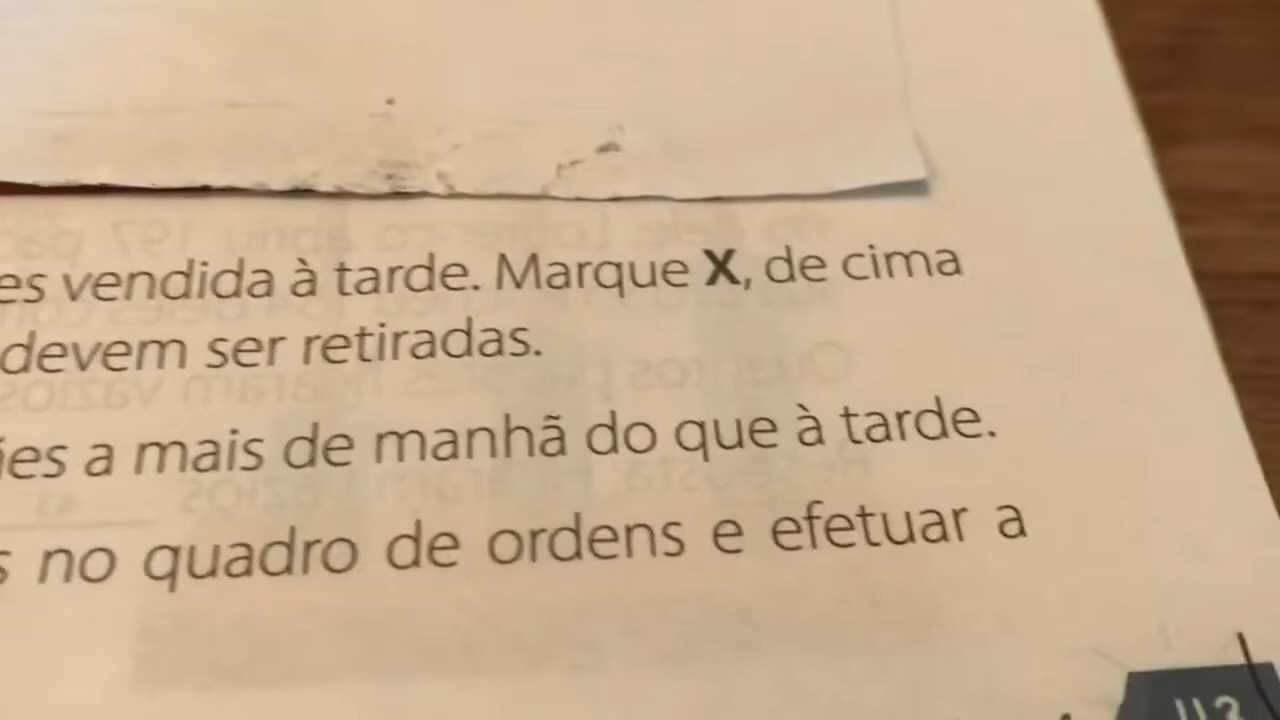 es vendida à tarde. Marque X, de cima
devem ser retiradas.
a mais de manhã do que à tarde.
no quadro de ordens e efetuar a